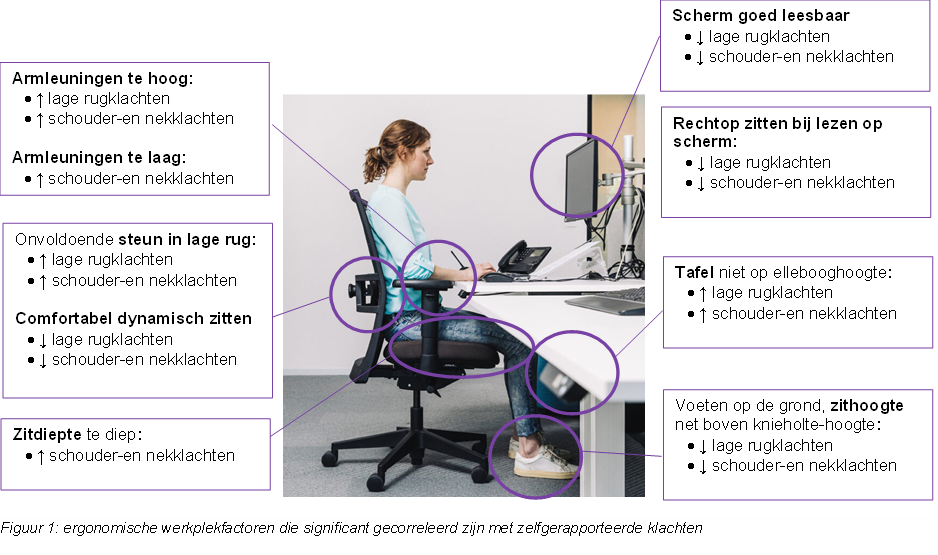 Scherm goed leesbaar
• ↓ lage rugklachten
• ↓ schouder-en nekklachten
Armleuningen te hoog:
• ↑ lage rugklachten
• ↑ schouder-en nekklachten
Armleuningen te laag:
• ↑ schouder-en nekklachten
Rechtop zitten bij lezen op
scherm:
• ↓ lage rugklachten
• ↓ schouder-en nekklachten
Onvoldoende steun in lage rug:
• ↑ lage rugklachten
• ↑ schouder-en nekklachten
Comfortabel dynamisch zitten
• ↓ lage rugklachten
• ↓ schouder-en nekklachten
Tafel niet op ellebooghoogte:
• ↑ lage rugklachten
• ↑ schouder-en nekklachten
Zitdiepte te diep:
• ↑ schouder-en nekklachten
Voeten op de grond, zithoogte
net boven knieholte-hoogte:
• ↓ lage rugklachten
• ↓ schouder-en nekklachten
Figuur 1: ergonomische werkplekfactoren die significant gecorreleerd zijn met zelfgerapporteerde klachten